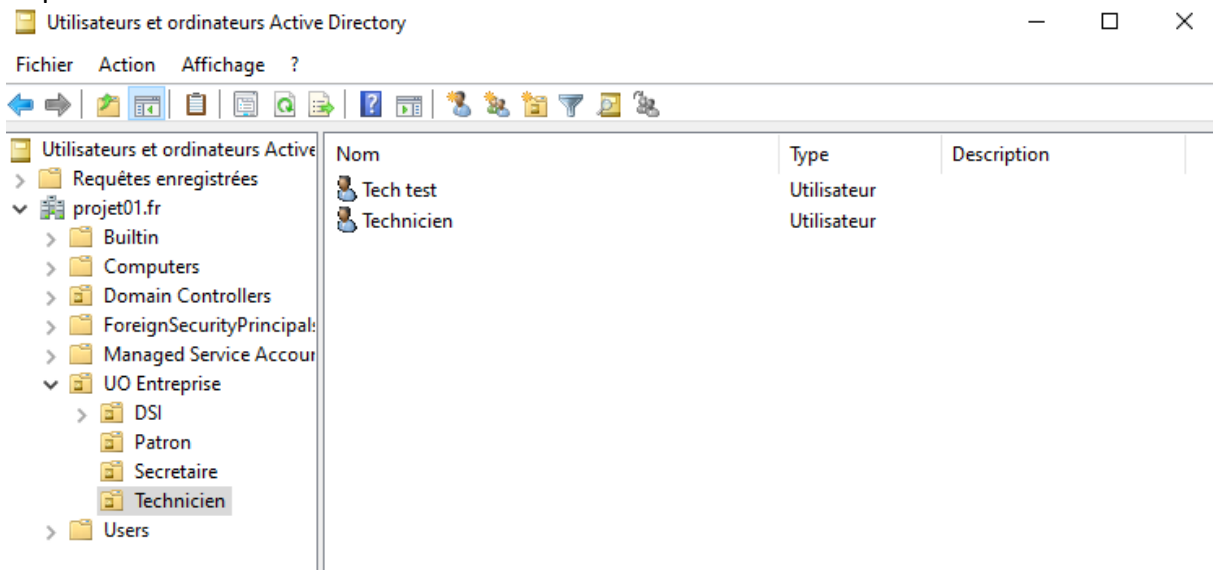 Utilisateurs et ordinateurs Active Directory
Fichier Action Affichage ?
Utilisateurs et ordinateurs Active
Requêtes enregistrées
projet01.fr
Builtin
Computers
Domain Controllers
ForeignSecurityPrincipal
Managed Service Accour
UO Entreprise
DSI
Patron
Secretaire
Technicien
Users
Nom Type Description
Tech test Utilisateur
Technicien Utilisateur